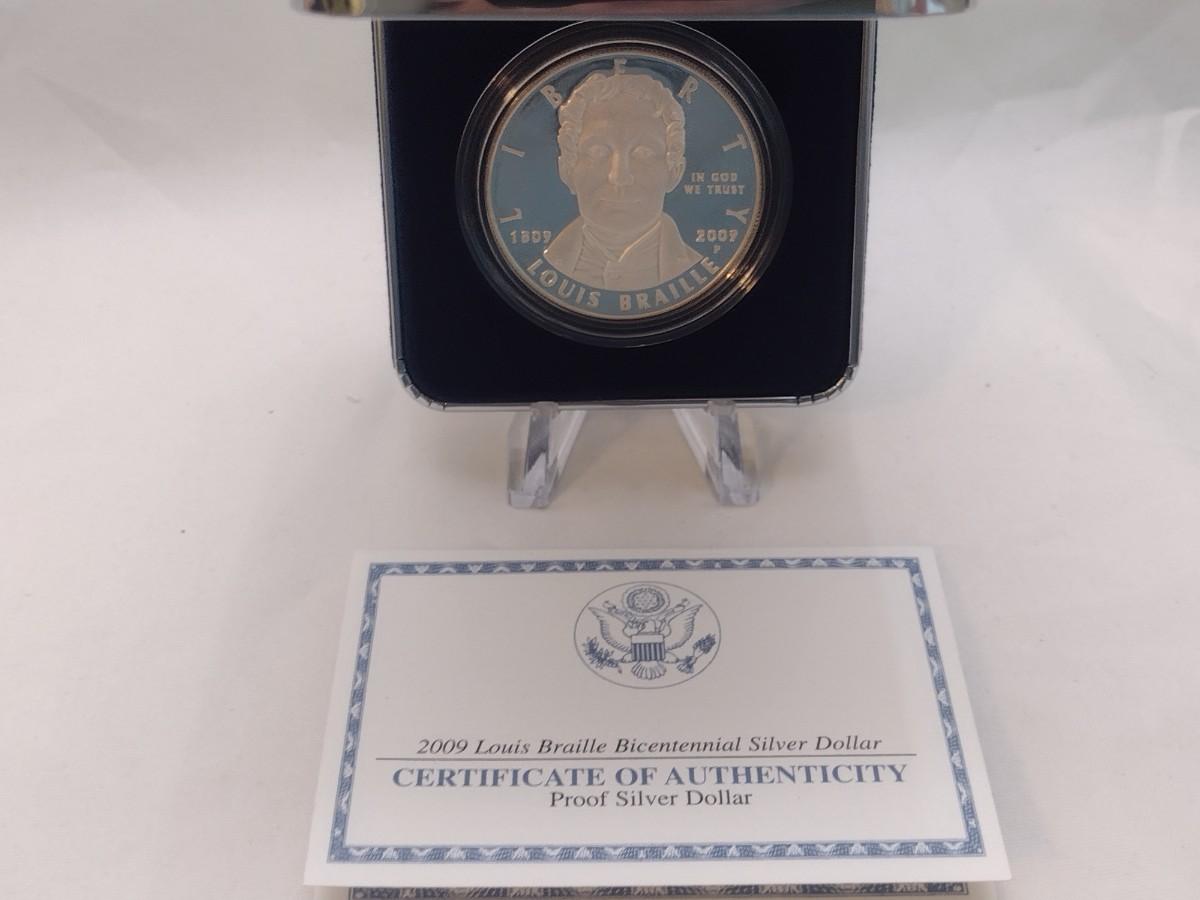 LIBERTY
IN GOD
WE TRUST
1809 2009
P
LOUIS BRAILLE
2009 Louis Braille Bicentennial Silver Dollar
CERTIFICATE OF AUTHENTICITY
Proof Silver Dollar